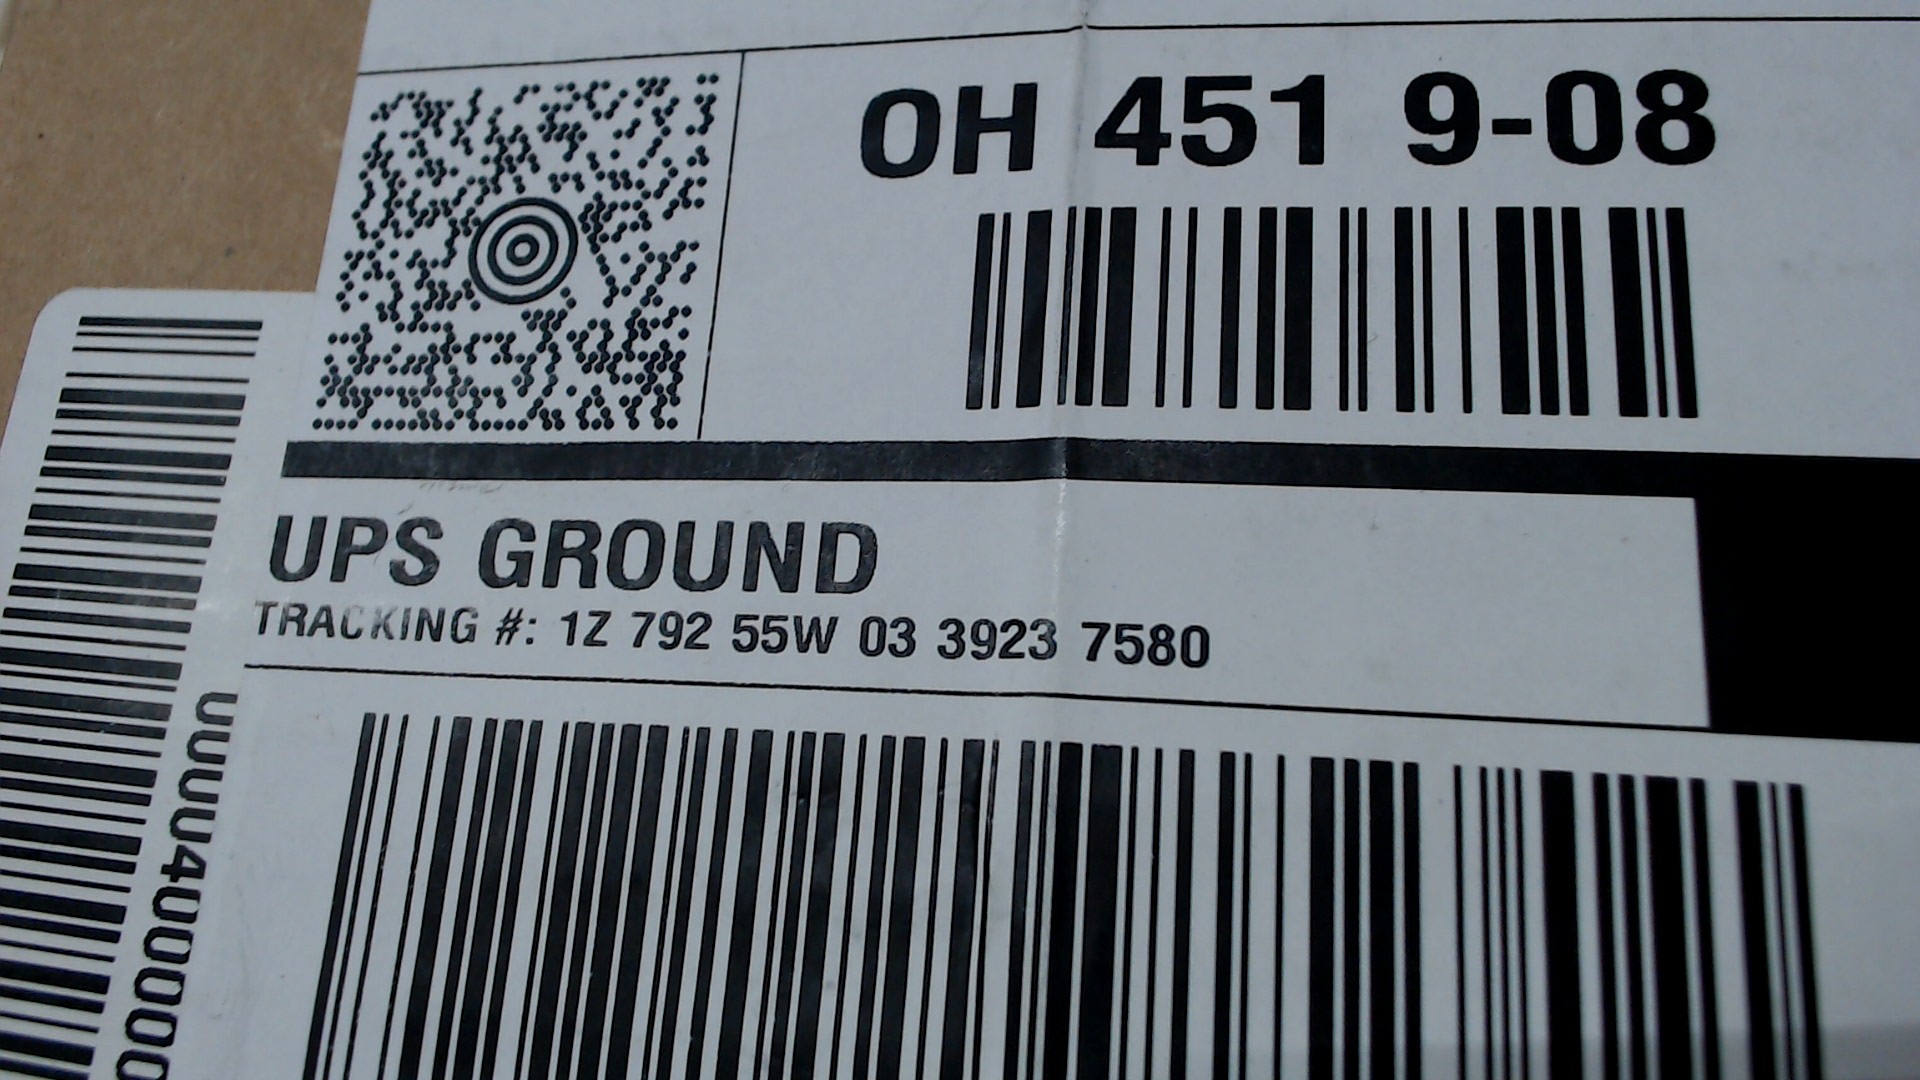 OH 451 9-08
UPS GROUND
TRACKING #: 1Z 792 55W 03 3923 7580